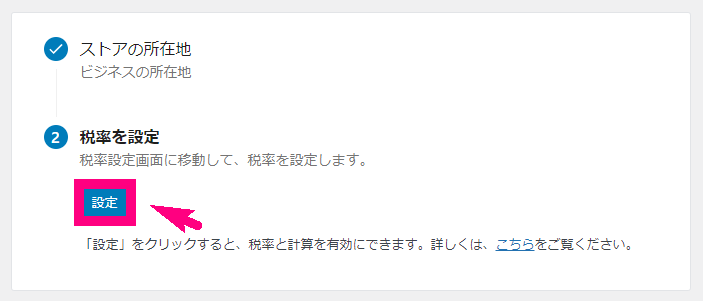 ストアの所在地
ビジネスの所在地
2 税率を設定
税率設定画面に移動して、税率を設定します。
設定
「設定」をクリックすると、税率と計算を有効にできます。詳しくは、こちらをご覧ください。